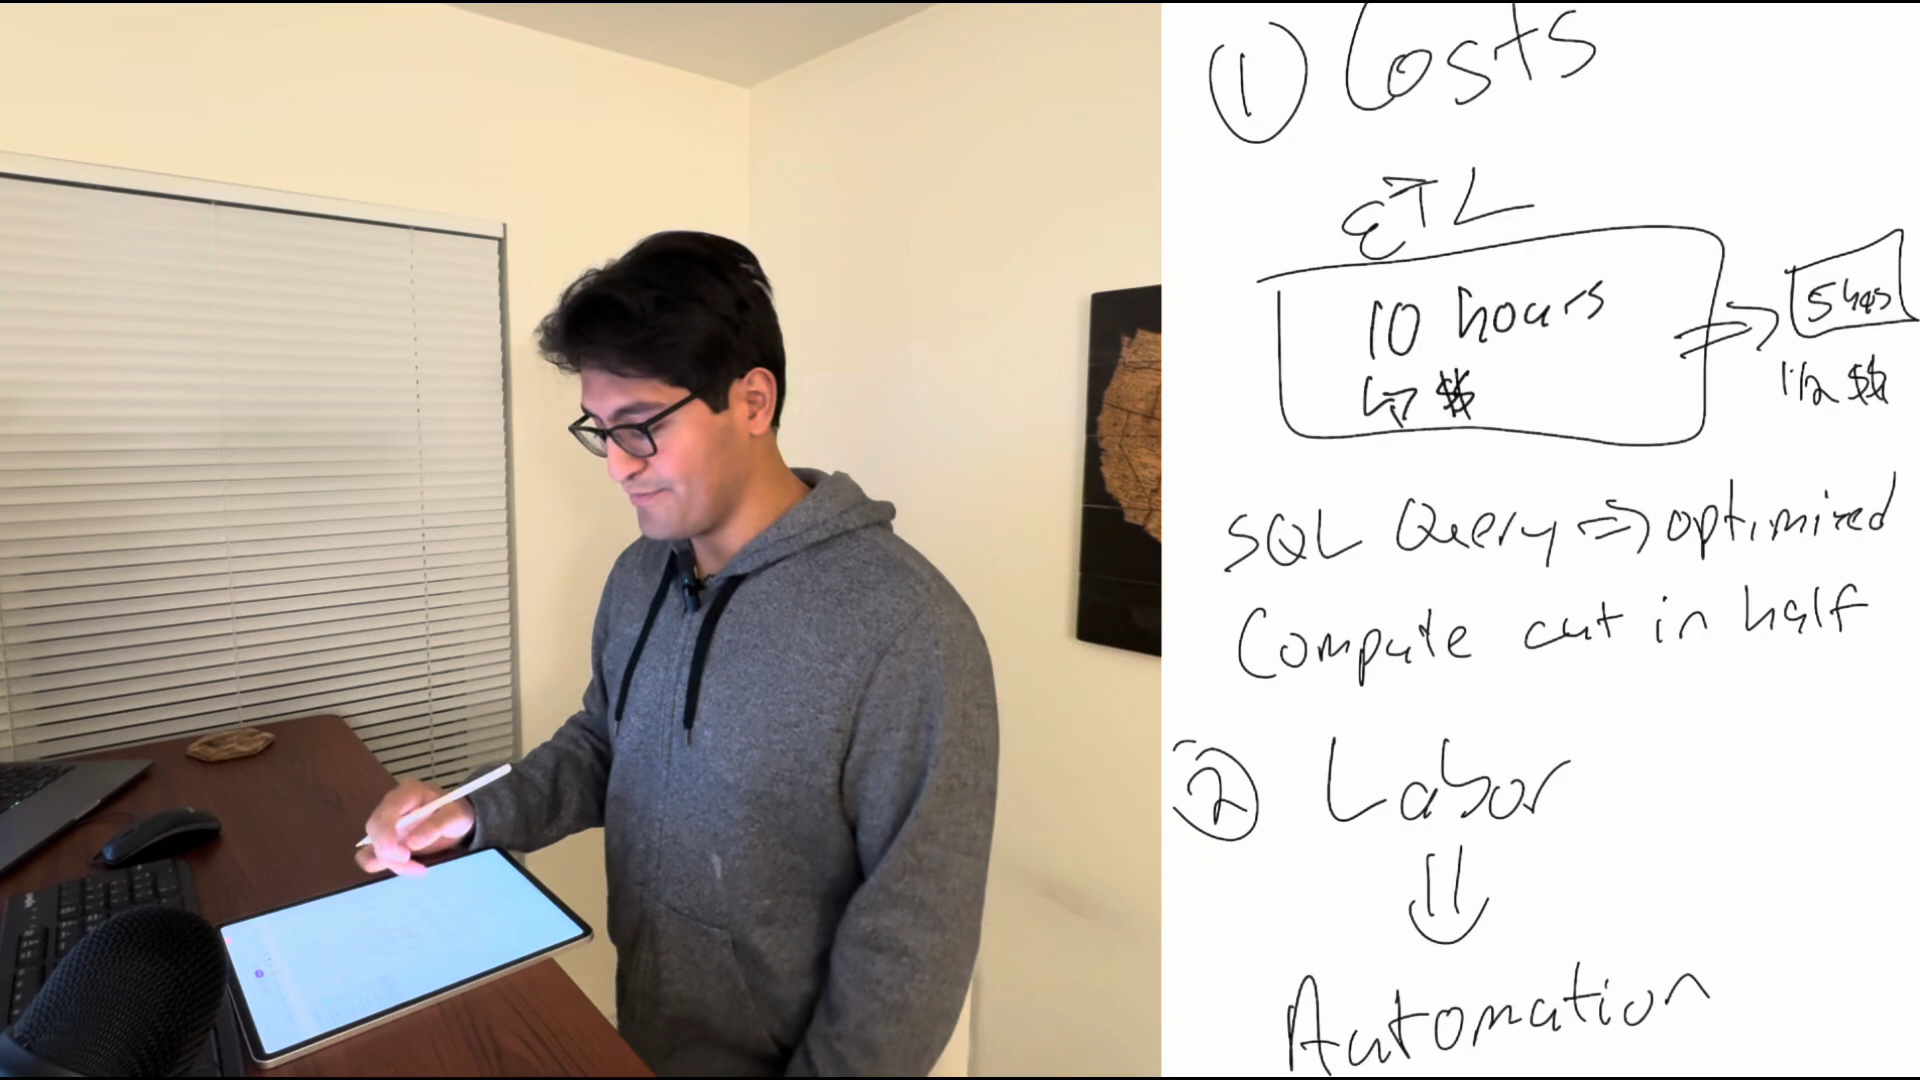 ① Costs
ETL
10 hours
↳ $
⇒ 5 hrs
1/2 $$
SQL Query ⇒ optimized
Compute cut in half
② Labor
⇓
Automation